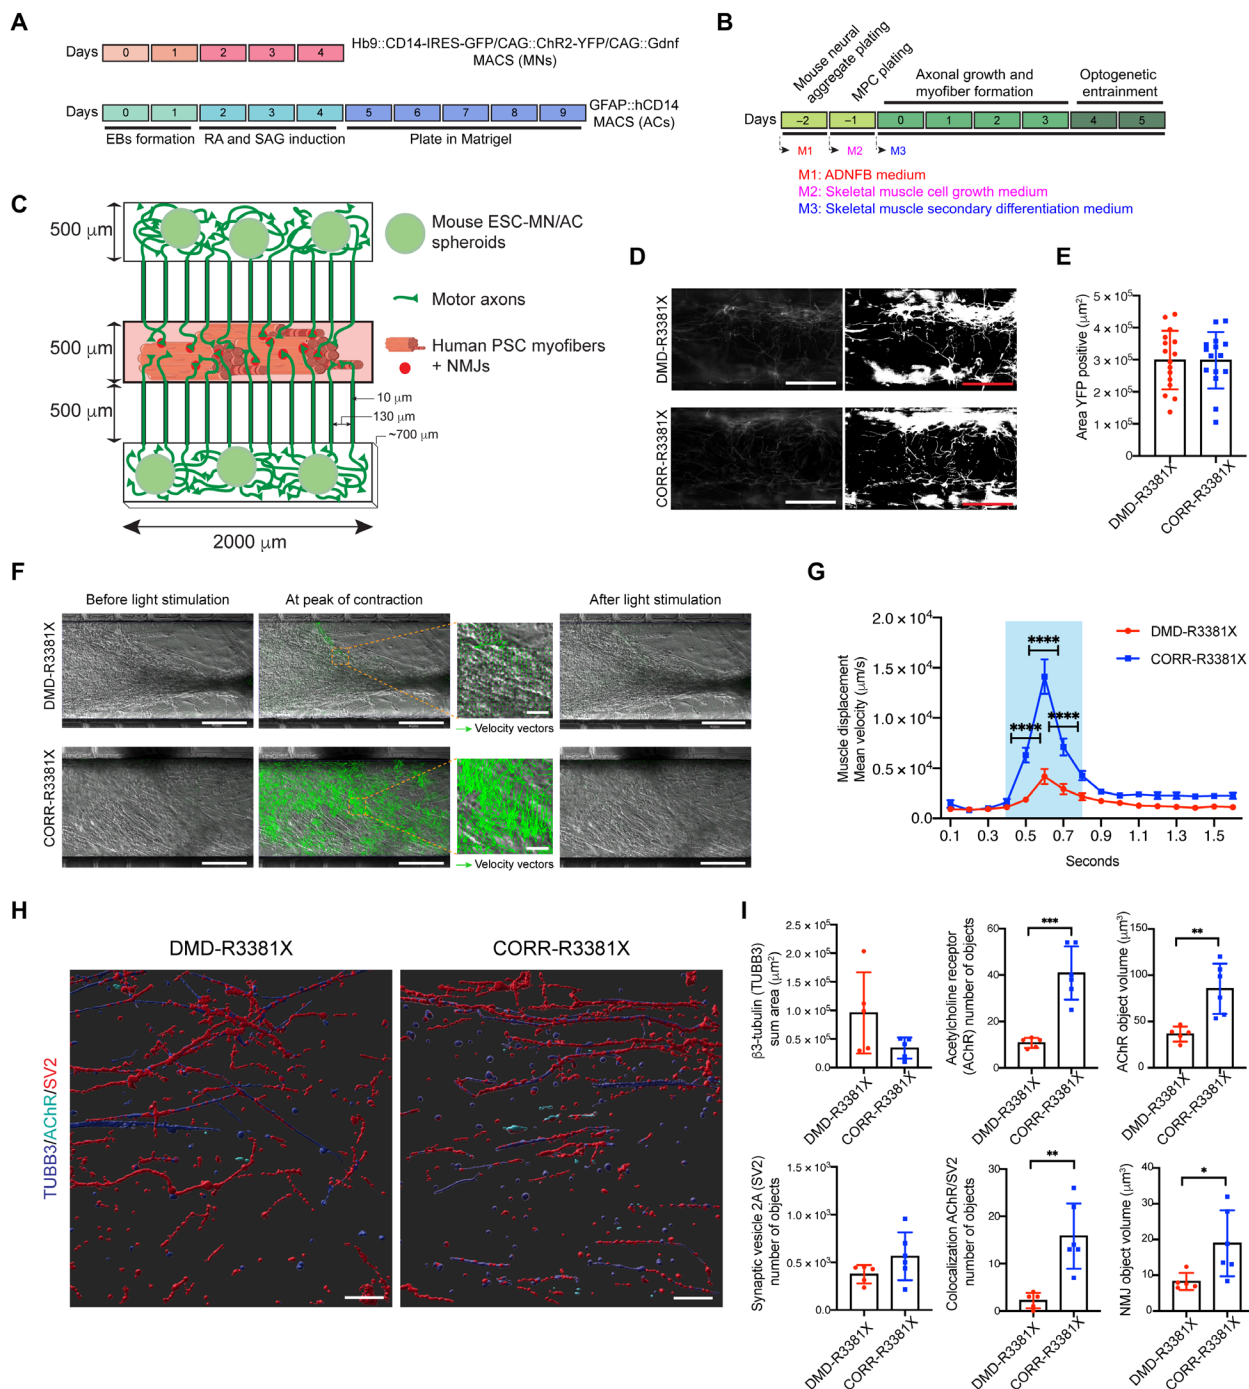 A
Days 0 1 2 3 4
Hb9::CD14-IRES-GFP/CAG::ChR2-YFP/CAG::Gdnf
MACS (MNs)
Days 0 1 2 3 4 5 6 7 8 9
GFAP::hCD14
MACS (ACs)
EBs formation RA and SAG induction Plate in Matrigel
B
Mouse neural
aggregate plating
MPC plating
Axonal growth and
myofiber formation
Optogenetic
entrainment
Days –2 –1 0 1 2 3 4 5
M1 M2 M3
M1: ADNFB medium
M2: Skeletal muscle cell growth medium
M3: Skeletal muscle secondary differentiation medium
C
500 μm
500 μm
500 μm
10 μm
130 μm
~700 μm
2000 μm
Mouse ESC-MN/AC
spheroids
Motor axons
Human PSC myofibers
+ NMJs
D
DMD-R3381X
CORR-R3381X
E
Area YFP positive (μm²)
5 × 10⁵
4 × 10⁵
3 × 10⁵
2 × 10⁵
1 × 10⁵
0
DMD-R3381X
CORR-R3381X
F
Before light stimulation At peak of contraction After light stimulation
DMD-R3381X
Velocity vectors
CORR-R3381X
Velocity vectors
G
Muscle displacement
Mean velocity (μm/s)
2.0 × 10⁴
1.5 × 10⁴
1.0 × 10⁴
0.5 × 10⁴
0.0
0.1 0.3 0.5 0.7 0.9 1.1 1.3 1.5
Seconds
****
**** ****
DMD-R3381X
CORR-R3381X
H
DMD-R3381X CORR-R3381X
TUBB3/AChR/SV2
I
β3-tubulin (TUBB3)
sum area (μm²)
2.5 × 10⁵
2.0 × 10⁵
1.5 × 10⁵
1.0 × 10⁵
0.5 × 10⁵
0.0
DMD-R3381X
CORR-R3381X
Acetylcholine receptor
(AChR) number of objects
60
40
20
0
***
DMD-R3381X
CORR-R3381X
AChR object volume (μm³)
150
100
50
0
**
DMD-R3381X
CORR-R3381X
Synaptic vesicle 2A (SV2)
number of objects
1.5 × 10³
1.0 × 10³
0.5 × 10³
0.0
DMD-R3381X
CORR-R3381X
Colocalization AChR/SV2
number of objects
30
20
10
0
**
DMD-R3381X
CORR-R3381X
NMJ object volume (μm³)
40
30
20
10
0
*
DMD-R3381X
CORR-R3381X